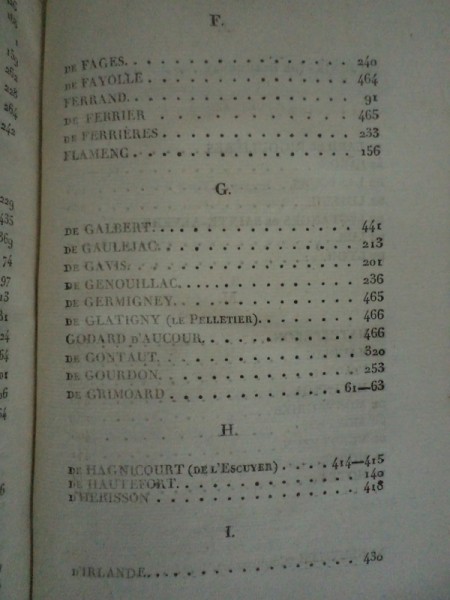 F.
DE FAGES. 240
DE FAYOLLE 464
FERRAND. 91
DE FERRIER 465
DE FERRIÈRES 233
FLAMENG 156
G.
DE GALBERT. 441
DE GAULEJAC. 213
DE GAVIS. 266
DE GENOUILLAC. 236
DE GERMIGNEY. 465
DE GLATIGNY (LE PELLETIER). 466
GODARD D'AUCOUR. 466
DE GONTAUT. 320
DE GOURDON. 253
DE GRIMOARD 61—63
H.
DE HAGNICOURT (DE L'ESCUYER) 414—415
DE HAUTEFORT. 140
D'HÉRISSON 418
I.
D'IRLANDE. 430